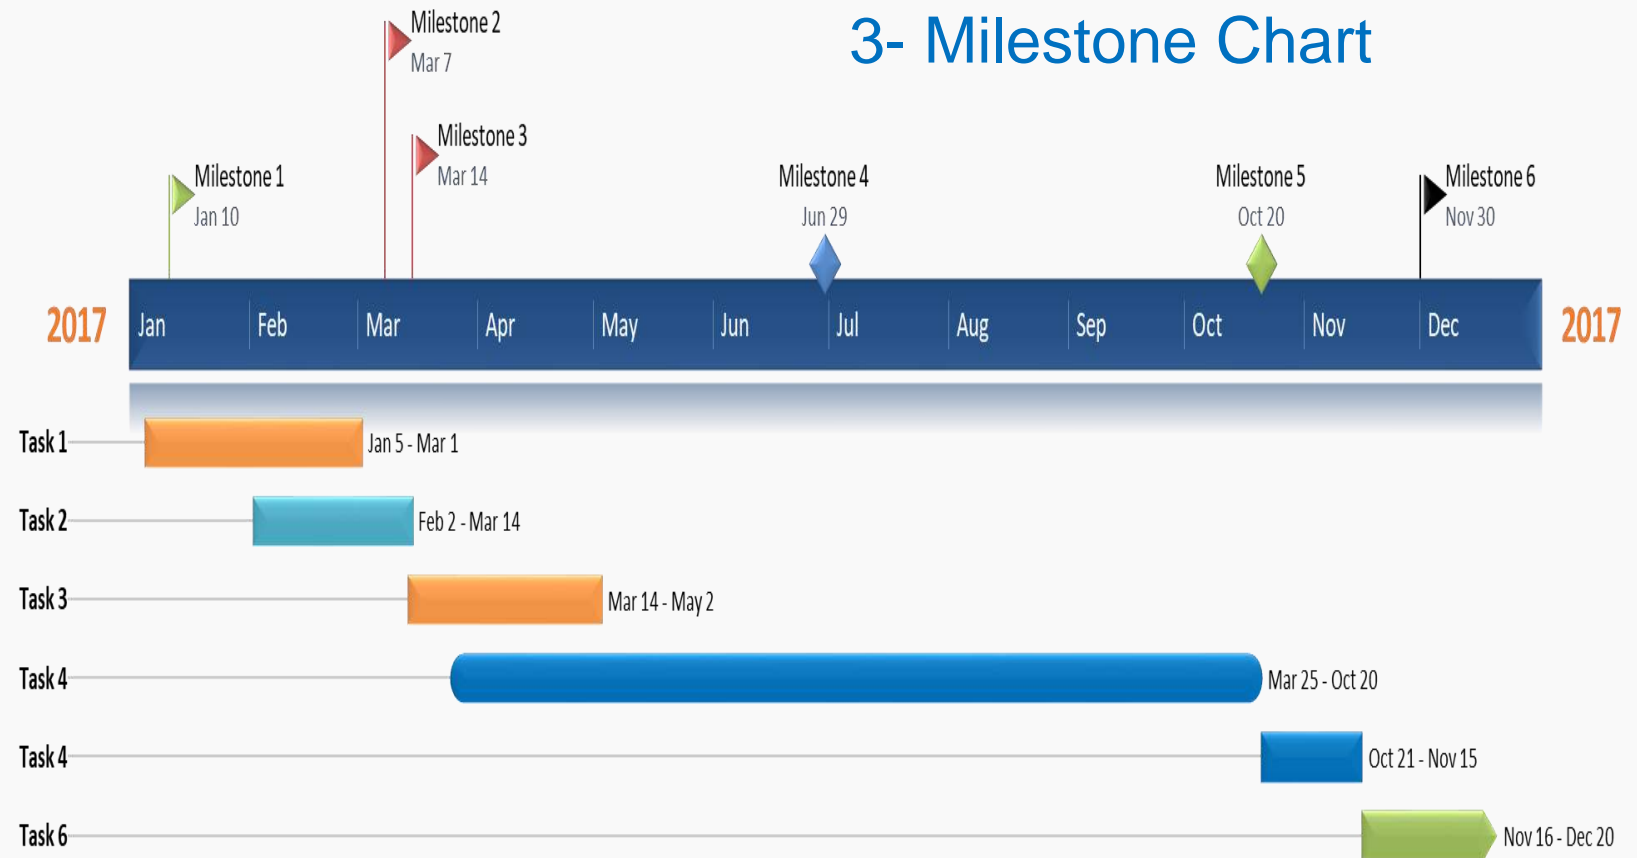 3- Milestone Chart
Milestone 2
Mar 7
Milestone 3
Mar 14
Milestone 1
Jan 10
Milestone 4
Jun 29
Milestone 5
Oct 20
Milestone 6
Nov 30
2017 Jan Feb Mar Apr May Jun Jul Aug Sep Oct Nov Dec 2017
Task 1 Jan 5 - Mar 1
Task 2 Feb 2 - Mar 14
Task 3 Mar 14 - May 2
Task 4 Mar 25 - Oct 20
Task 4 Oct 21 - Nov 15
Task 6 Nov 16 - Dec 20